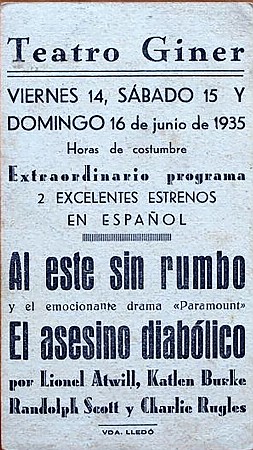 Teatro Giner
VIERNES 14, SÁBADO 15 Y
DOMINGO 16 de junio de 1935
Horas de costumbre
Extraordinario programa
2 EXCELENTES ESTRENOS
EN ESPAÑOL
Al este sin rumbo
y el emocionante drama «Paramount»
El asesino diabólico
por Lionel Atwill, Katlen Burke
Randolph Scott y Charlie Rugles
VDA. LLEDÓ